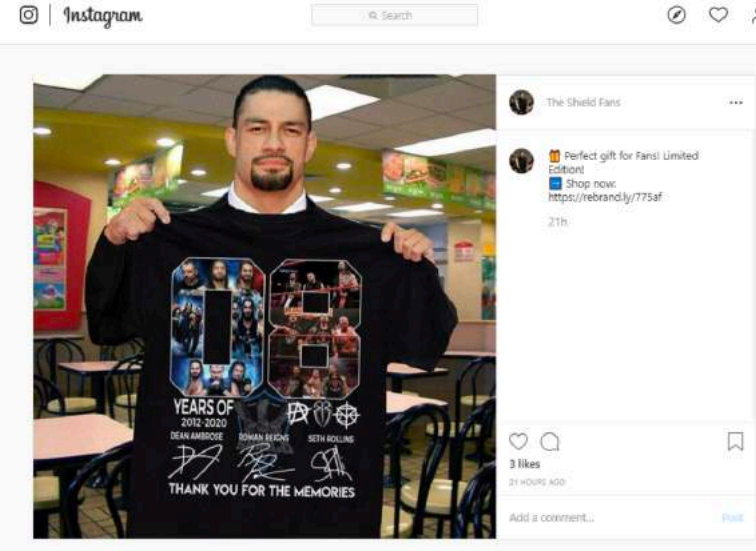 Instagram
Search
The Shield Fans
Perfect gift for Fans! Limited
Edition!
Shop now:
https://rebrand.ly/775af
21h
08
YEARS OF
2012-2020
DEAN AMBROSE ROMAN REIGNS SETH ROLLINS
THANK YOU FOR THE MEMORIES
3 likes
21 HOURS AGO
Add a comment...
Post